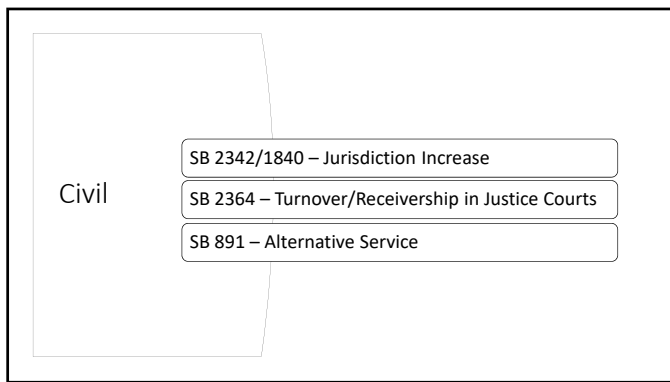 Civil
SB 2342/1840 – Jurisdiction Increase
SB 2364 – Turnover/Receivership in Justice Courts
SB 891 – Alternative Service